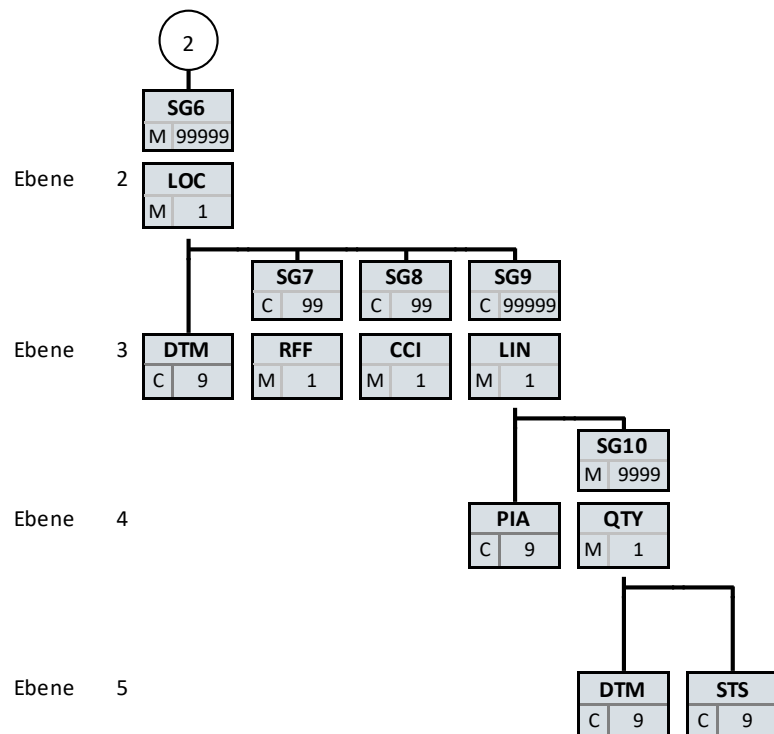 2
SG6
M 99999
Ebene 2 LOC
M 1
SG7 SG8 SG9
C 99 C 99 C 99999
Ebene 3 DTM RFF CCI LIN
C 9 M 1 M 1 M 1
SG10
M 9999
Ebene 4 PIA QTY
C 9 M 1
Ebene 5 DTM STS
C 9 C 9